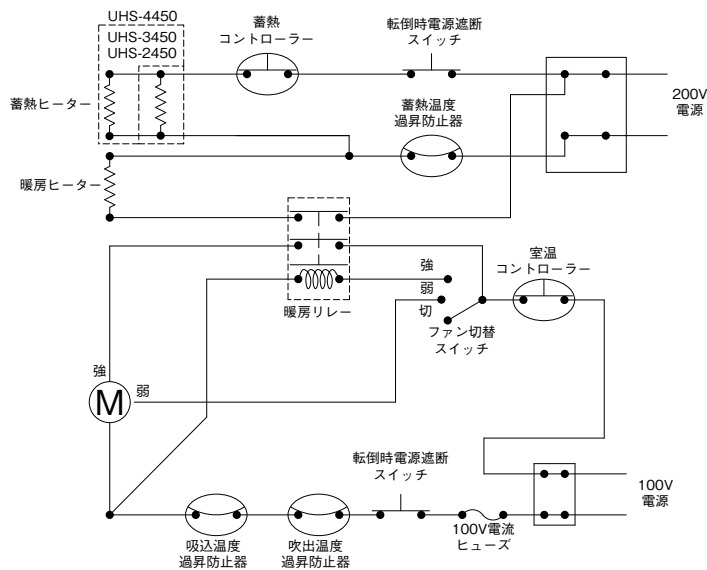 UHS-4450
UHS-3450
UHS-2450
蓄熱
コントローラー
転倒時電源遮断
スイッチ
200V
電源
蓄熱ヒーター
蓄熱温度
過昇防止器
暖房ヒーター
室温
コントローラー
強
弱
切
暖房リレー
ファン切替
スイッチ
強
弱
M
転倒時電源遮断
スイッチ
100V
電源
100V電流
ヒューズ
吸込温度
過昇防止器
吹出温度
過昇防止器